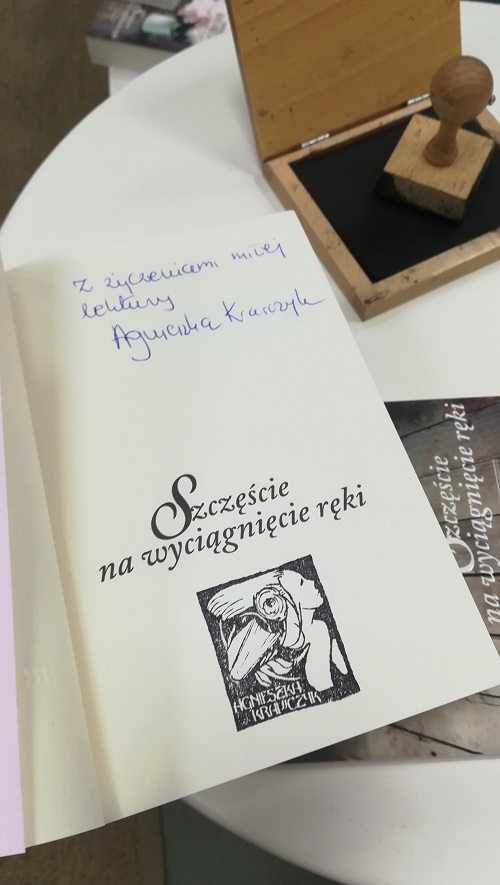 Z życzeniami miłej
lektury
Agnieszka Krawczyk
Szczęście
na wyciągnięcie ręki
AGNIESZKA
KRAWCZYK
Szczęście
na wyciągnięcie ręki